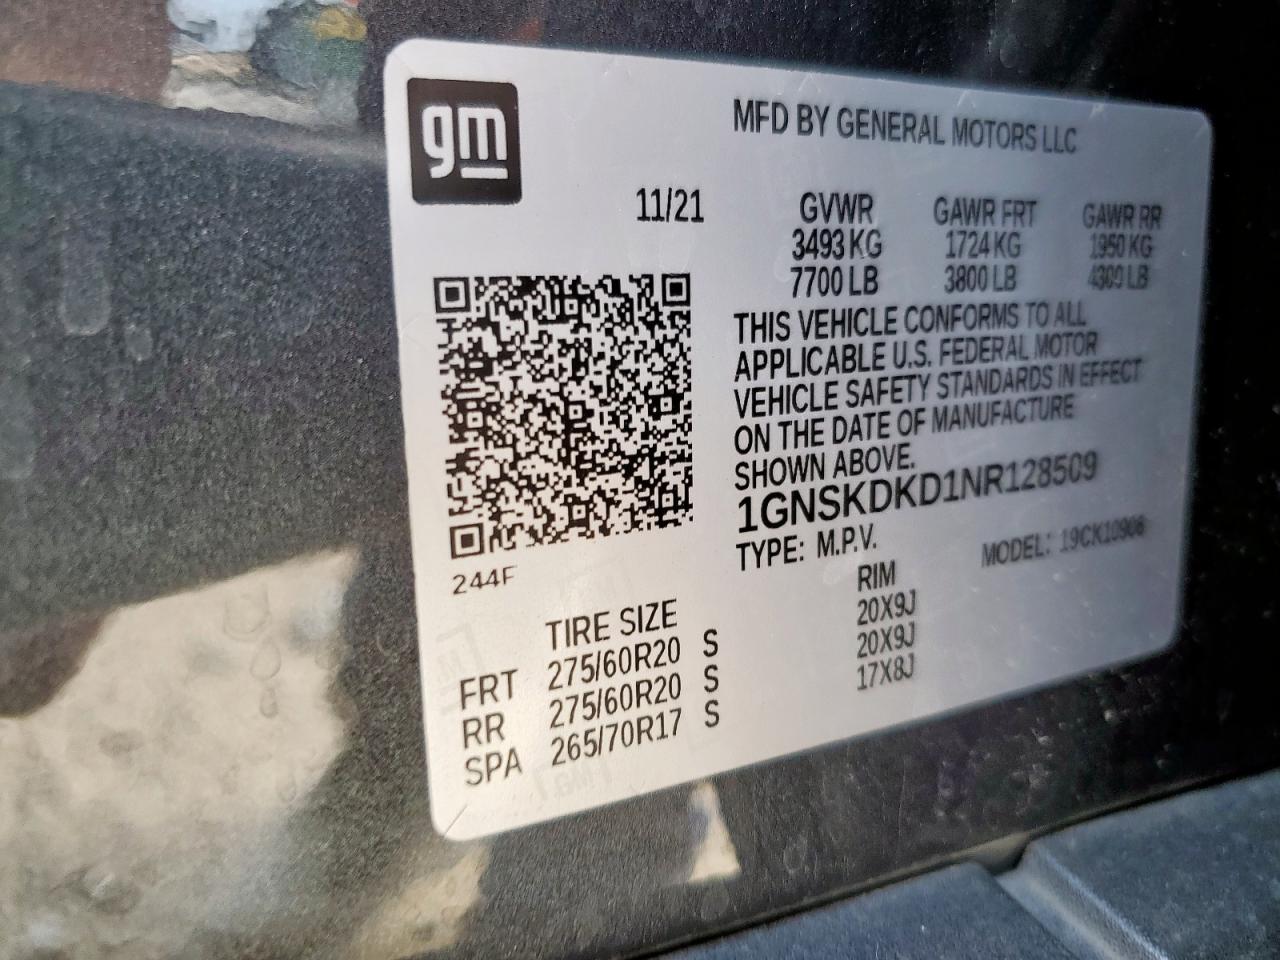 gm
MFD BY GENERAL MOTORS LLC
11/21 GVWR GAWR FRT GAWR RR
3493 KG 1724 KG 1950 KG
7700 LB 3800 LB 4300 LB
THIS VEHICLE CONFORMS TO ALL
APPLICABLE U.S. FEDERAL MOTOR
VEHICLE SAFETY STANDARDS IN EFFECT
ON THE DATE OF MANUFACTURE
SHOWN ABOVE.
1GNSKDKD1NR128509
TYPE: M.P.V. MODEL: 19CK10906
244F
TIRE SIZE RIM
FRT 275/60R20 S 20X9J
RR 275/60R20 S 20X9J
SPA 265/70R17 S 17X8J